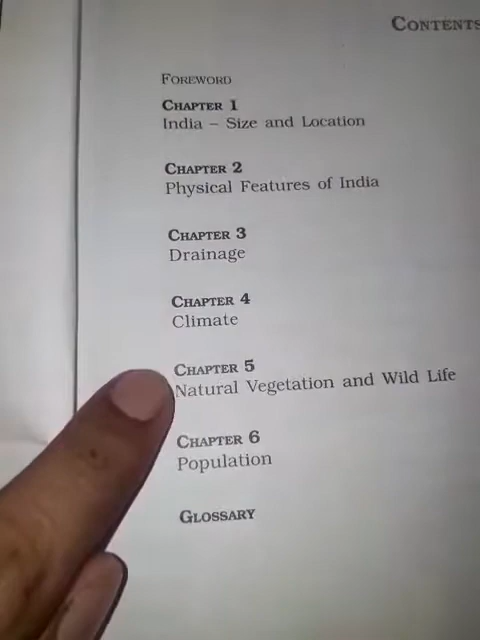 CONTENTS
FOREWORD
CHAPTER 1
India – Size and Location
CHAPTER 2
Physical Features of India
CHAPTER 3
Drainage
CHAPTER 4
Climate
CHAPTER 5
Natural Vegetation and Wild Life
CHAPTER 6
Population
GLOSSARY